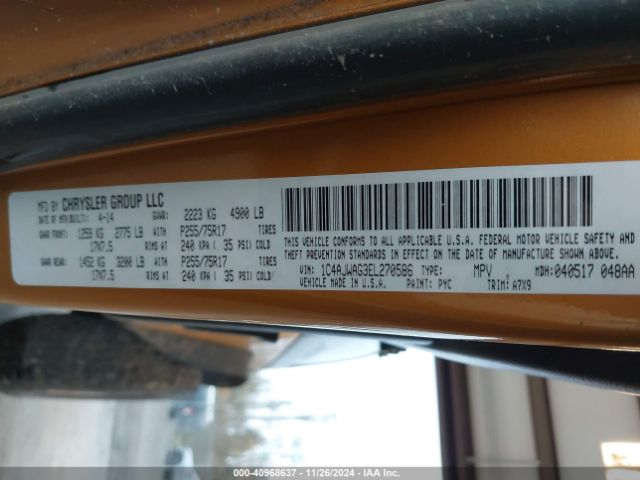 MFD BY CHRYSLER GROUP LLC
DATE OF MFR(BUILT: 4-14 GVWR: 2223 KG 4900 LB
GAWR FRONT: 1259 KG 2775 LB WITH P255/75R17 TIRES
17X7.5 RIMS AT 240 KPA ( 35 PSI) COLD
GAWR REAR: 1452 KG 3200 LB WITH P255/75R17 TIRES
17X7.5 RIMS AT 240 KPA ( 35 PSI) COLD
THIS VEHICLE CONFORMS TO ALL APPLICABLE U.S.A. FEDERAL MOTOR VEHICLE SAFETY AND
THEFT PREVENTION STANDARDS IN EFFECT ON THE DATE OF MANUFACTURE SHOWN ABOVE.
VIN: 1C4AJWAG3EL270586 TYPE: MPV MDH: 040517 048AA
VEHICLE MADE IN U.S.A. PAINT: PYC TRIM: A7X9
000-40968637 - 11/26/2024 - IAA Inc.